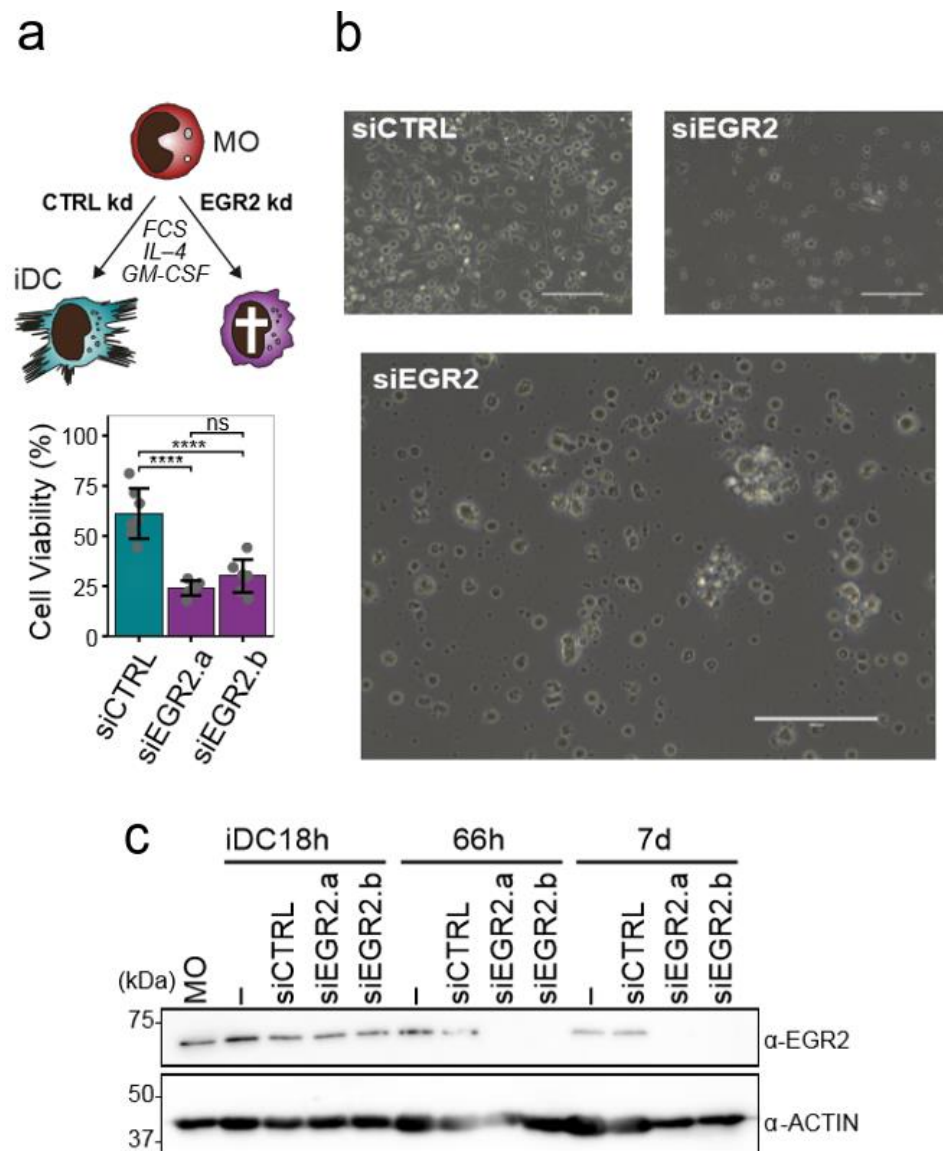 a
MO
CTRL kd
EGR2 kd
FCS
IL–4
GM-CSF
iDC
Cell Viability (%)
100
75
50
25
0
ns
****
****
siCTRL
siEGR2.a
siEGR2.b
b
siCTRL
siEGR2
siEGR2
c
iDC18h
66h
7d
(kDa)
MO
–
siCTRL
siEGR2.a
siEGR2.b
–
siCTRL
siEGR2.a
siEGR2.b
–
siCTRL
siEGR2.a
siEGR2.b
75
α-EGR2
50
37
α-ACTIN